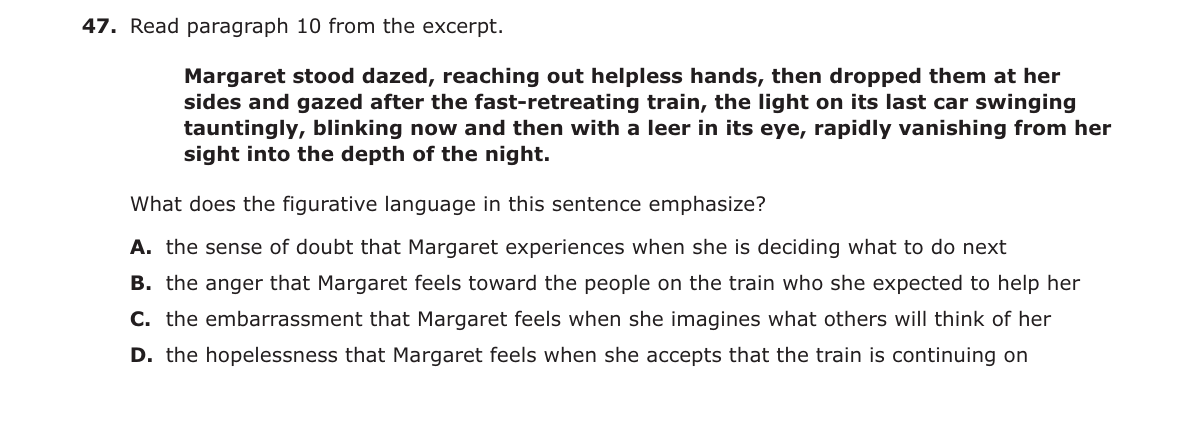 47. Read paragraph 10 from the excerpt.
Margaret stood dazed, reaching out helpless hands, then dropped them at her
sides and gazed after the fast-retreating train, the light on its last car swinging
tauntingly, blinking now and then with a leer in its eye, rapidly vanishing from her
sight into the depth of the night.
What does the figurative language in this sentence emphasize?
A. the sense of doubt that Margaret experiences when she is deciding what to do next
B. the anger that Margaret feels toward the people on the train who she expected to help her
C. the embarrassment that Margaret feels when she imagines what others will think of her
D. the hopelessness that Margaret feels when she accepts that the train is continuing on